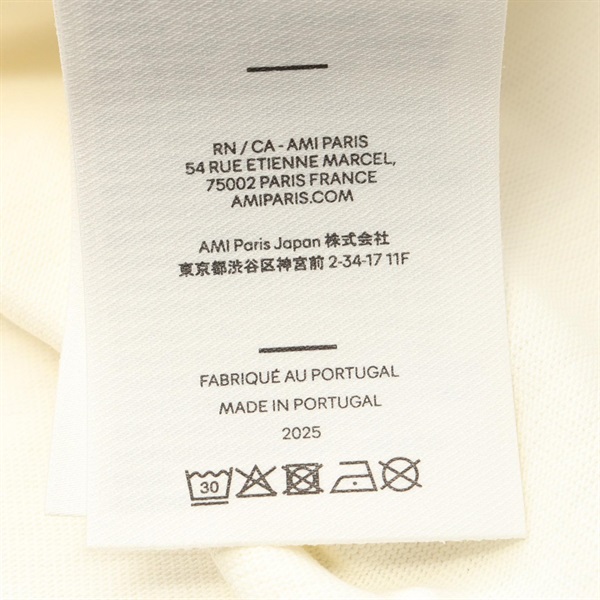 RN / CA - AMI PARIS
54 RUE ETIENNE MARCEL,
75002 PARIS FRANCE
AMIPARIS.COM
AMI Paris Japan 株式会社
東京都渋谷区神宮前 2-34-17 11F
FABRIQUÉ AU PORTUGAL
MADE IN PORTUGAL
2025
30